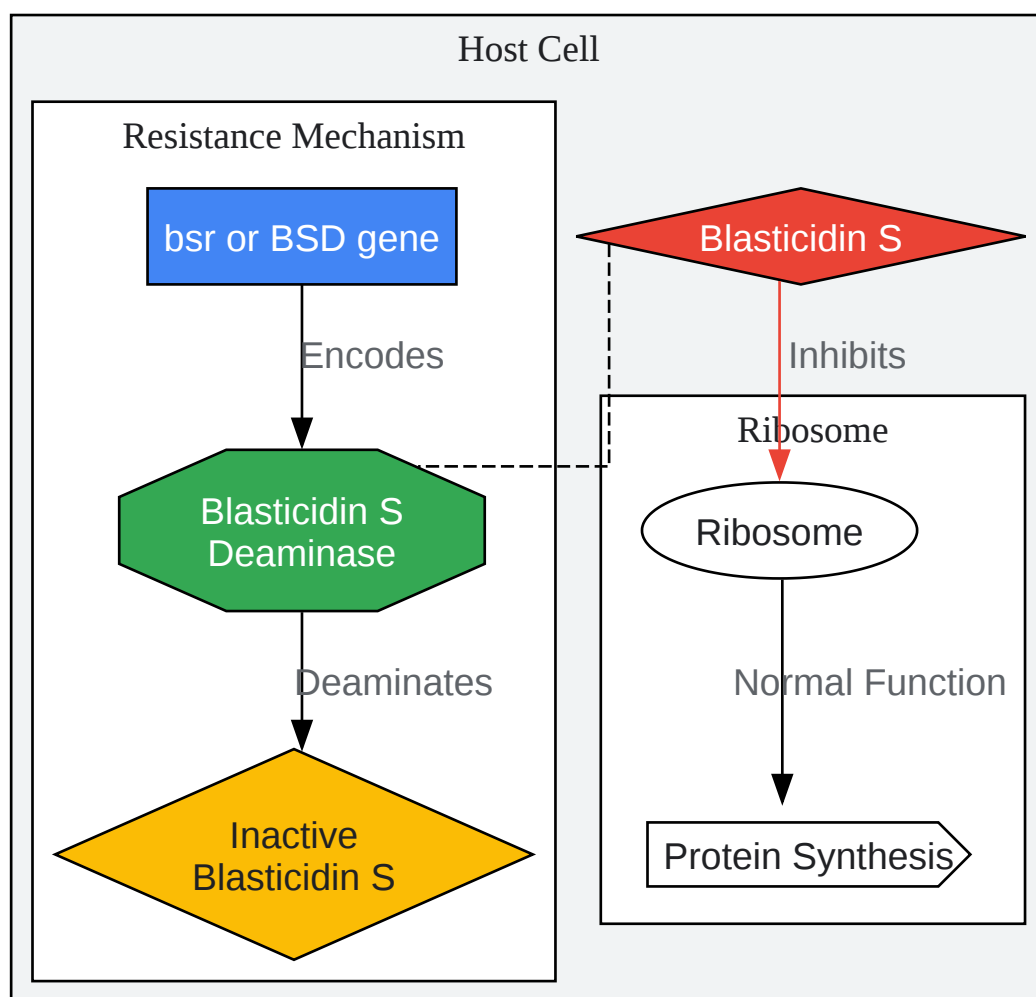 Host Cell
Resistance Mechanism
bsr or BSD gene
Encodes
Blasticidin S
Deaminase
Deaminates
Inactive
Blasticidin S
Blasticidin S
Inhibits
Ribosome
Ribosome
Normal Function
Protein Synthesis